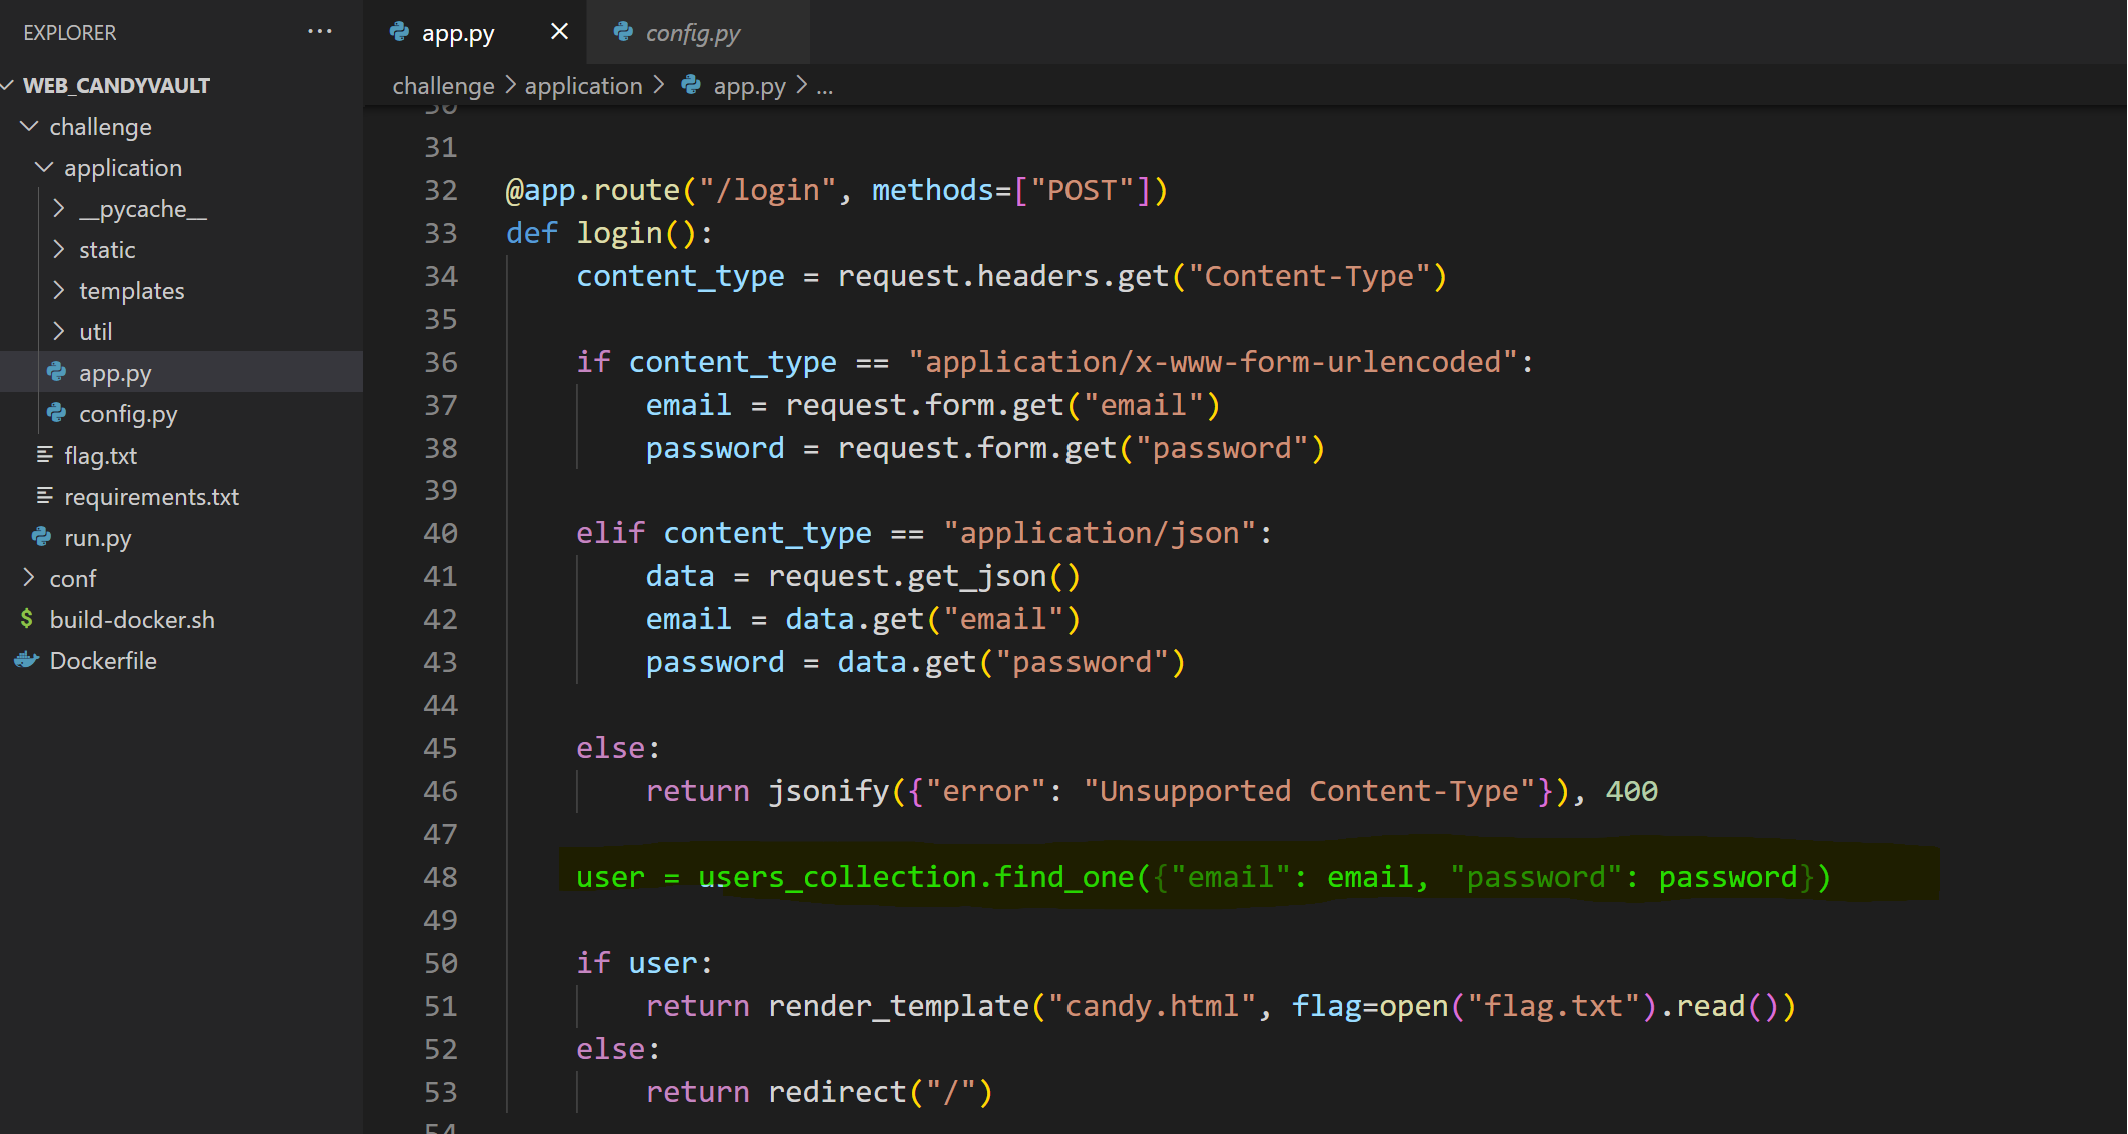 EXPLORER ...
WEB_CANDYVAULT
challenge
application
__pycache__
static
templates
util
app.py
config.py
flag.txt
requirements.txt
run.py
conf
$ build-docker.sh
Dockerfile
app.py config.py
challenge > application > app.py > ...
30
31
32 @app.route("/login", methods=["POST"])
33 def login():
34     content_type = request.headers.get("Content-Type")
35
36     if content_type == "application/x-www-form-urlencoded":
37         email = request.form.get("email")
38         password = request.form.get("password")
39
40     elif content_type == "application/json":
41         data = request.get_json()
42         email = data.get("email")
43         password = data.get("password")
44
45     else:
46         return jsonify({"error": "Unsupported Content-Type"}), 400
47
48     user = users_collection.find_one({"email": email, "password": password})
49
50     if user:
51         return render_template("candy.html", flag=open("flag.txt").read())
52     else:
53         return redirect("/")
54